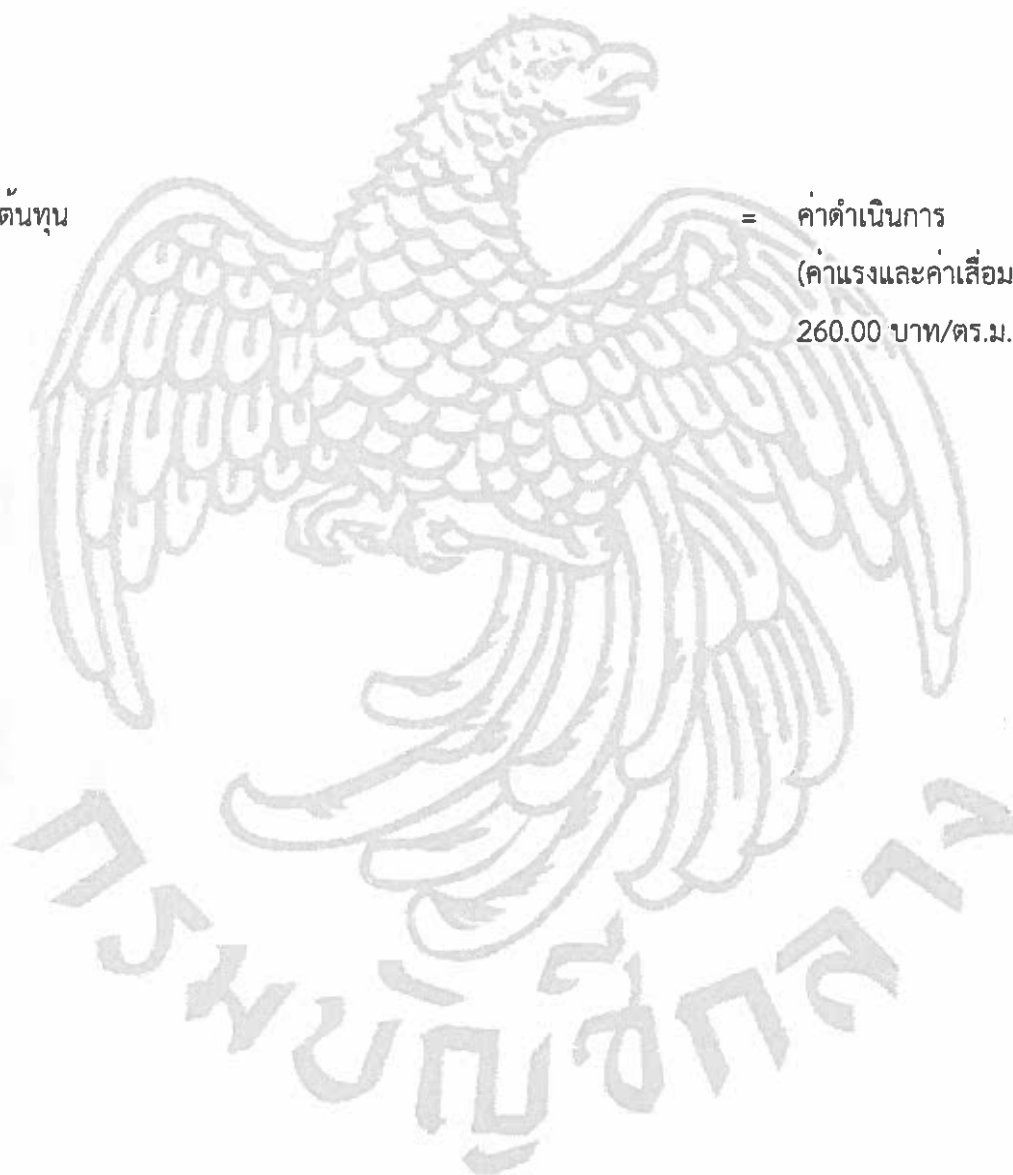 ต้นทุน = ค่าดำเนินการ
(ค่าแรงและค่าเสื่อม
260.00 บาท/ตร.ม.
กรมบัญชีกลาง